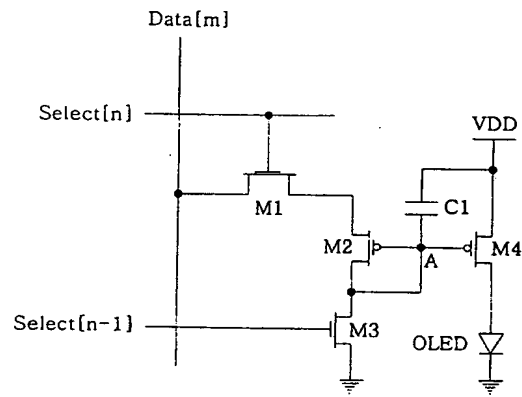 Data[m]
Select[n]
VDD
M1
C1
M2
A
M4
Select[n-1]
M3
OLED